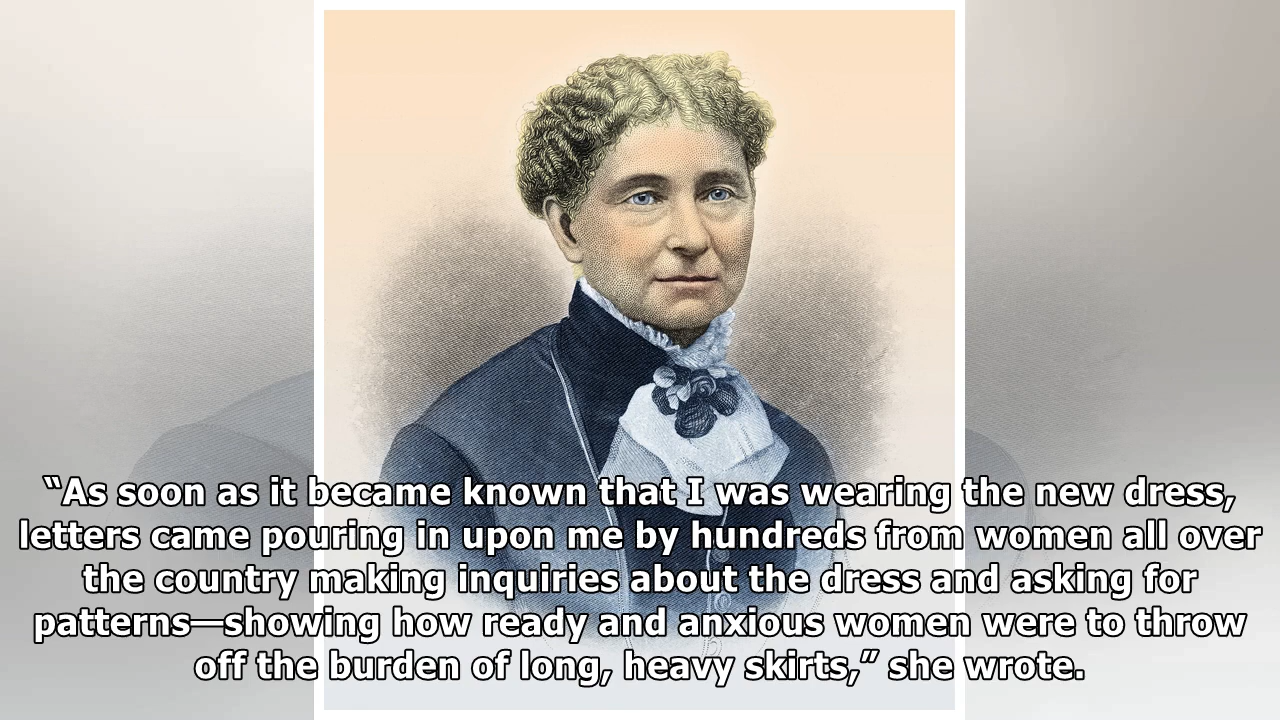 “As soon as it became known that I was wearing the new dress,
letters came pouring in upon me by hundreds from women all over
the country making inquiries about the dress and asking for
patterns—showing how ready and anxious women were to throw
off the burden of long, heavy skirts,” she wrote.